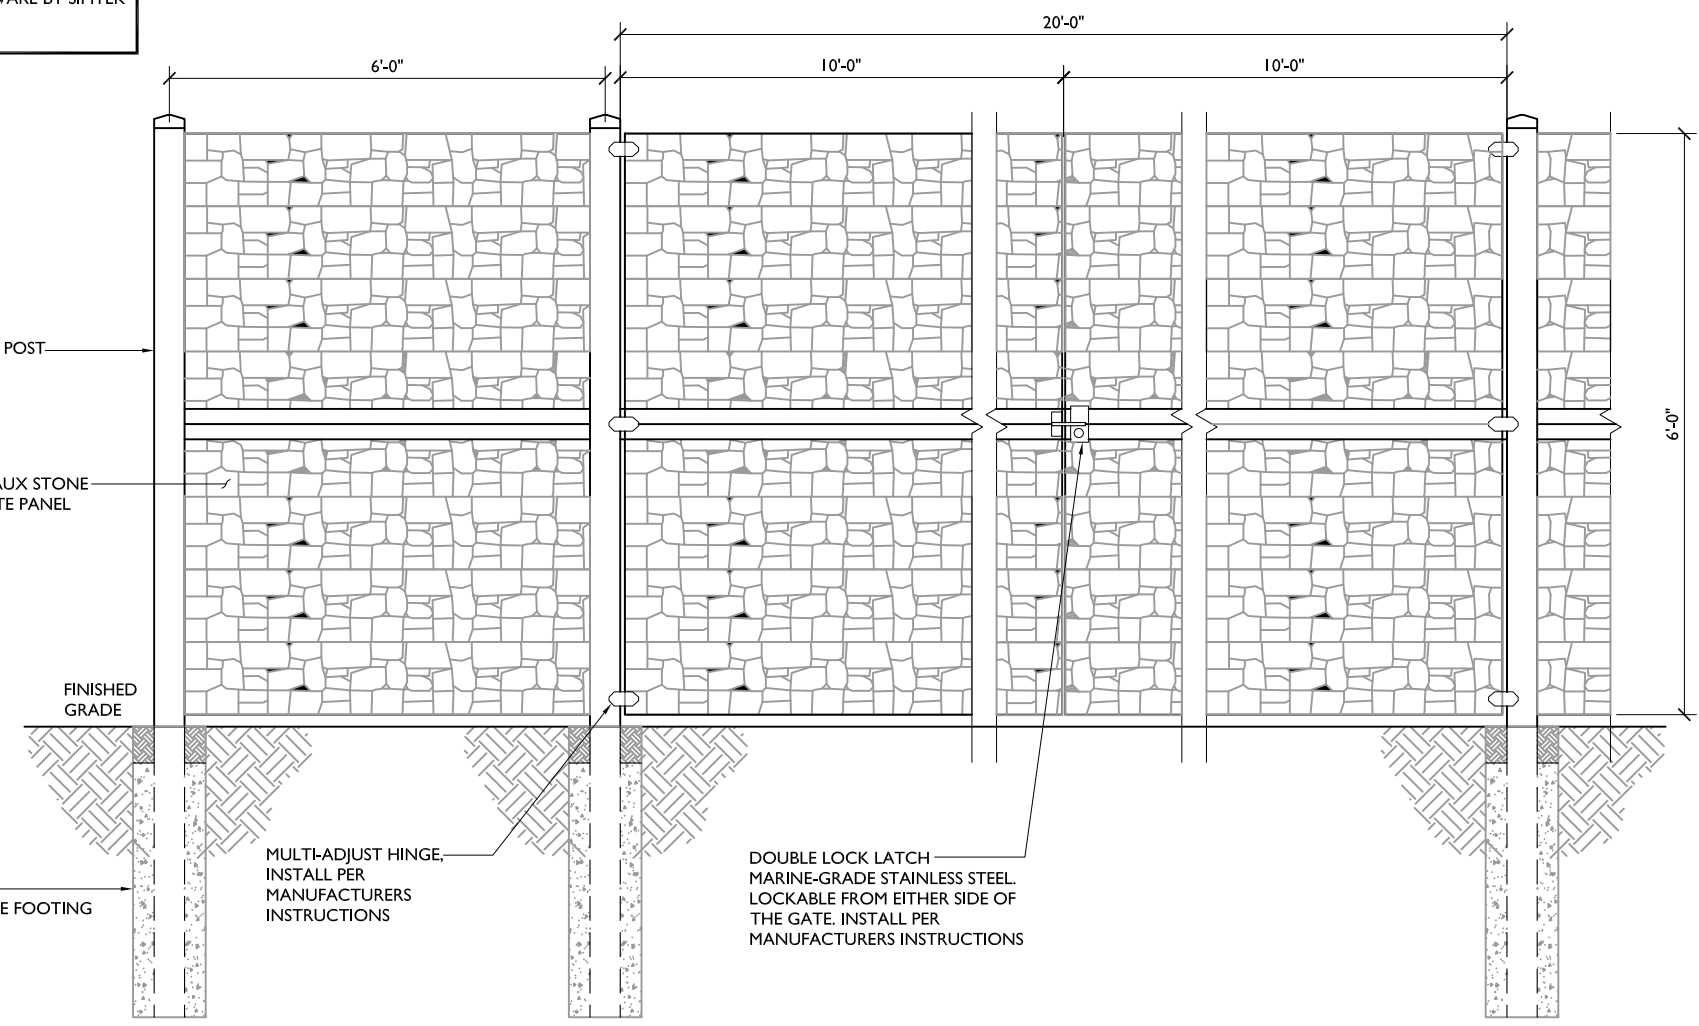 BY SIMTEK
20'-0"
6'-0"
10'-0"
10'-0"
POST
6'-0"
STONE
PANEL
FINISHED
GRADE
MULTI-ADJUST HINGE,
INSTALL PER
MANUFACTURERS
INSTRUCTIONS
DOUBLE LOCK LATCH
MARINE-GRADE STAINLESS STEEL.
LOCKABLE FROM EITHER SIDE OF
THE GATE. INSTALL PER
MANUFACTURERS INSTRUCTIONS
FOOTING